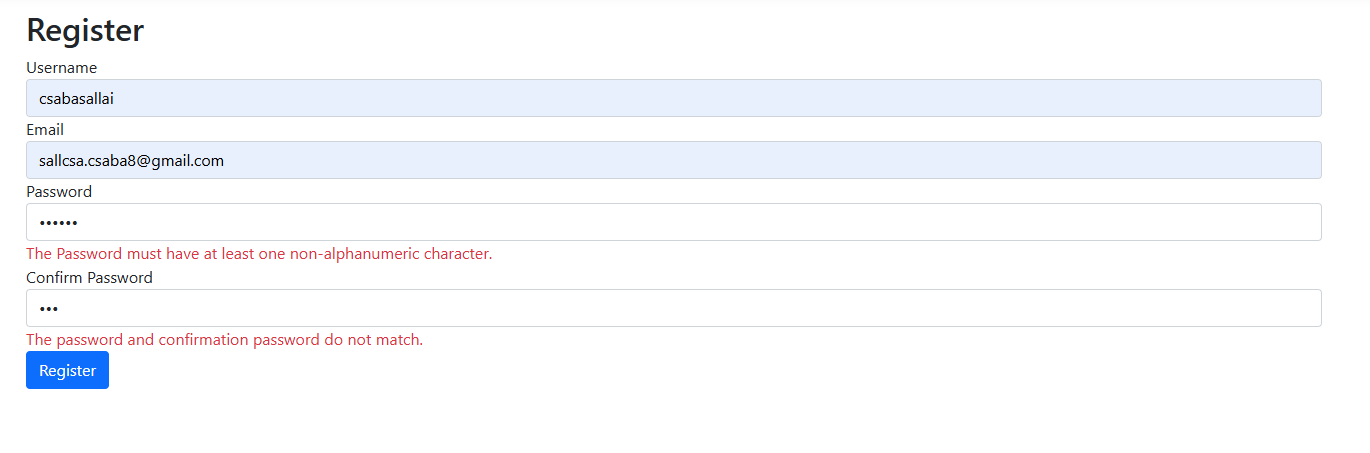 Register
Username
csabasallai
Email
sallcsa.csaba8@gmail.com
Password
••••••
The Password must have at least one non-alphanumeric character.
Confirm Password
•••
The password and confirmation password do not match.
Register